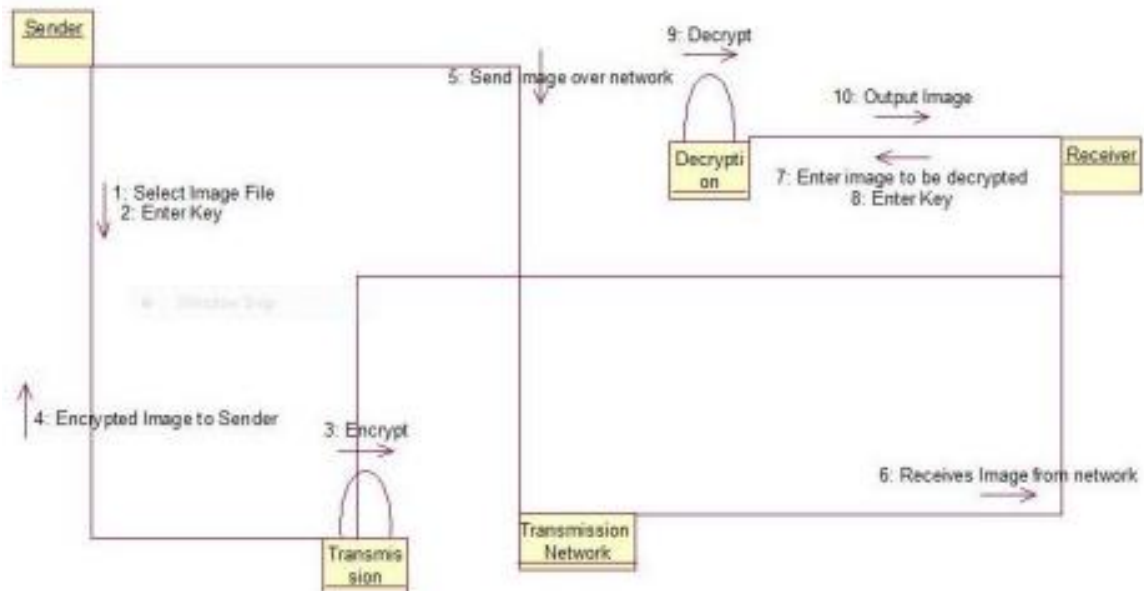 Sender
9: Decrypt
5: Send Image over network
10: Output Image
Decrypti
on
Receiver
7: Enter image to be decrypted
8: Enter Key
1: Select Image File
2: Enter Key
4: Encrypted Image to Sender
3: Encrypt
6: Receives Image from network
Transmission
Network
Transmis
sion